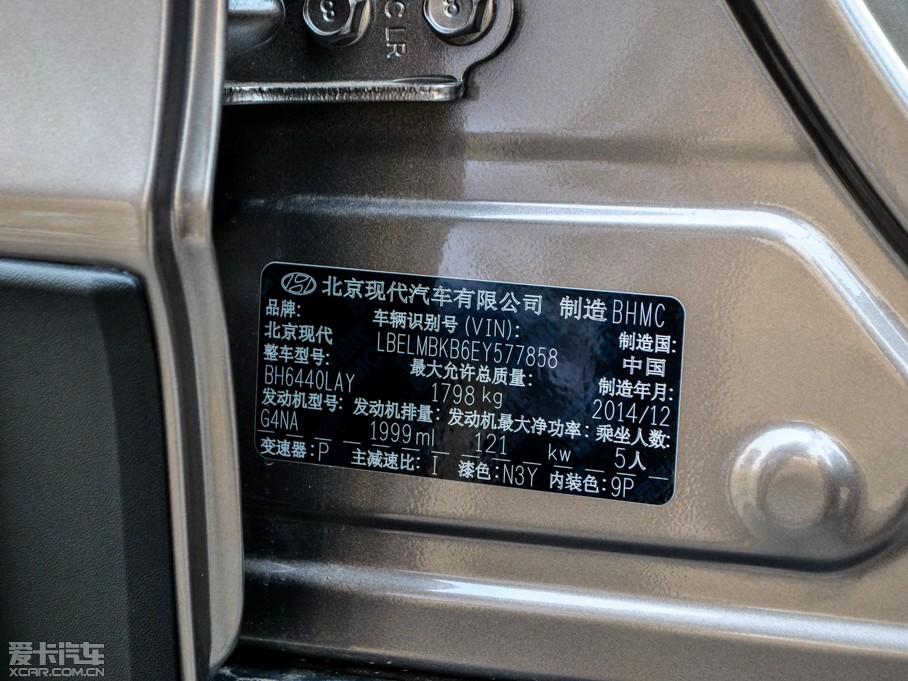 8
CLR
8
北京现代汽车有限公司 制造 BHMC
品牌: 车辆识别号 (VIN): 制造国:
北京现代 LBELMBKB6EY577858 中国
整车型号: 最大允许总质量: 制造年月:
BH6440LAY 1798 kg 2014/12
发动机型号: 发动机排量: 发动机最大净功率: 乘坐人数:
G4NA 1999 ml 121 kw 5人
变速器: P 主减速比: I 漆色: N3Y 内装色: 9P
爱卡汽车
XCAR.COM.CN